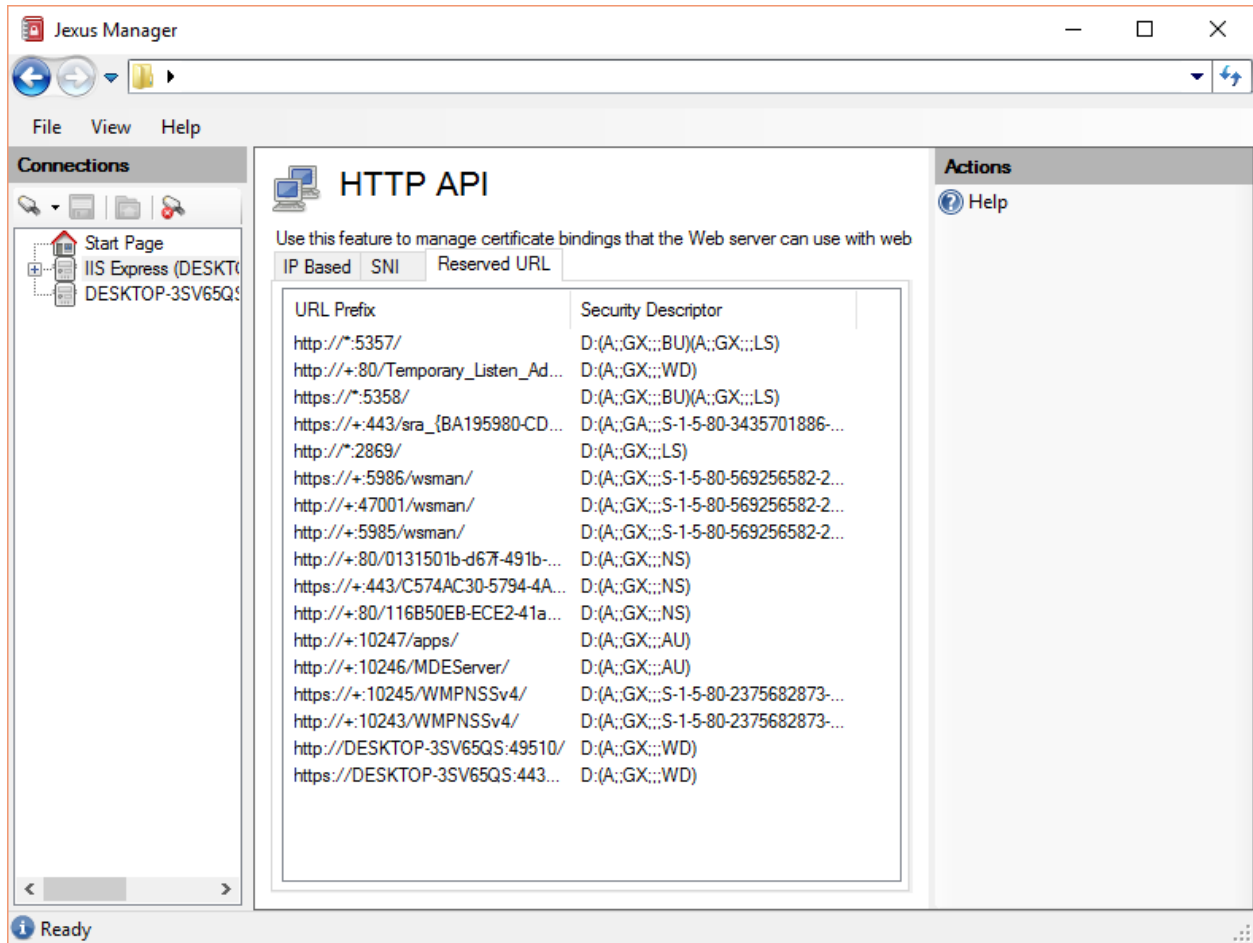 Jexus Manager
File View Help
Connections
Start Page
IIS Express (DESKT(
DESKTOP-3SV65QS
HTTP API
Use this feature to manage certificate bindings that the Web server can use with web
IP Based SNI Reserved URL
URL Prefix Security Descriptor
http://*:5357/ D:(A;;GX;;;BU)(A;;GX;;;LS)
http://+:80/Temporary_Listen_Ad... D:(A;;GX;;;WD)
https://*:5358/ D:(A;;GX;;;BU)(A;;GX;;;LS)
https://+:443/sra_{BA195980-CD... D:(A;;GA;;;S-1-5-80-3435701886-...
http://*:2869/ D:(A;;GX;;;LS)
https://+:5986/wsman/ D:(A;;GX;;;S-1-5-80-569256582-2...
http://+:47001/wsman/ D:(A;;GX;;;S-1-5-80-569256582-2...
http://+:5985/wsman/ D:(A;;GX;;;S-1-5-80-569256582-2...
http://+:80/0131501b-d67f-491b-... D:(A;;GX;;;NS)
https://+:443/C574AC30-5794-4A... D:(A;;GX;;;NS)
http://+:80/116B50EB-ECE2-41a... D:(A;;GX;;;NS)
http://+:10247/apps/ D:(A;;GX;;;AU)
http://+:10246/MDEServer/ D:(A;;GX;;;AU)
https://+:10245/WMPNSSv4/ D:(A;;GX;;;S-1-5-80-2375682873-...
http://+:10243/WMPNSSv4/ D:(A;;GX;;;S-1-5-80-2375682873-...
http://DESKTOP-3SV65QS:49510/ D:(A;;GX;;;WD)
https://DESKTOP-3SV65QS:443... D:(A;;GX;;;WD)
Actions
Help
Ready